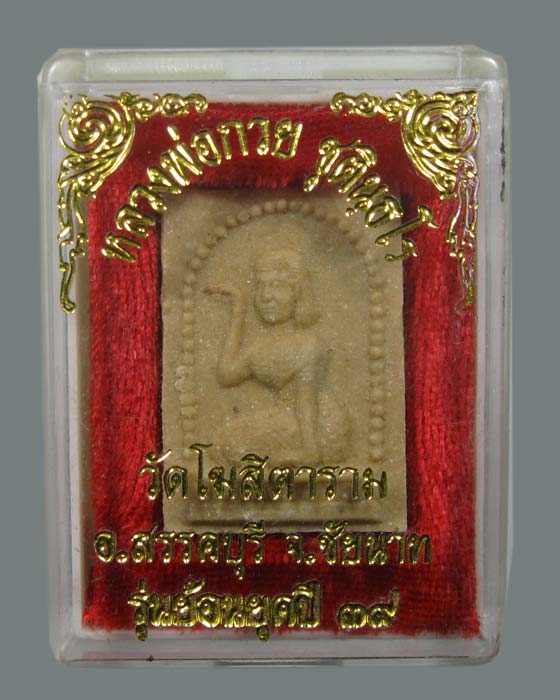 หลวงพ่อกวย ชุตินฺธโร
วัดโฆสิตาราม
อ.สรรคบุรี จ.ชัยนาท
รุ่นย้อนยุคปี ๓๙